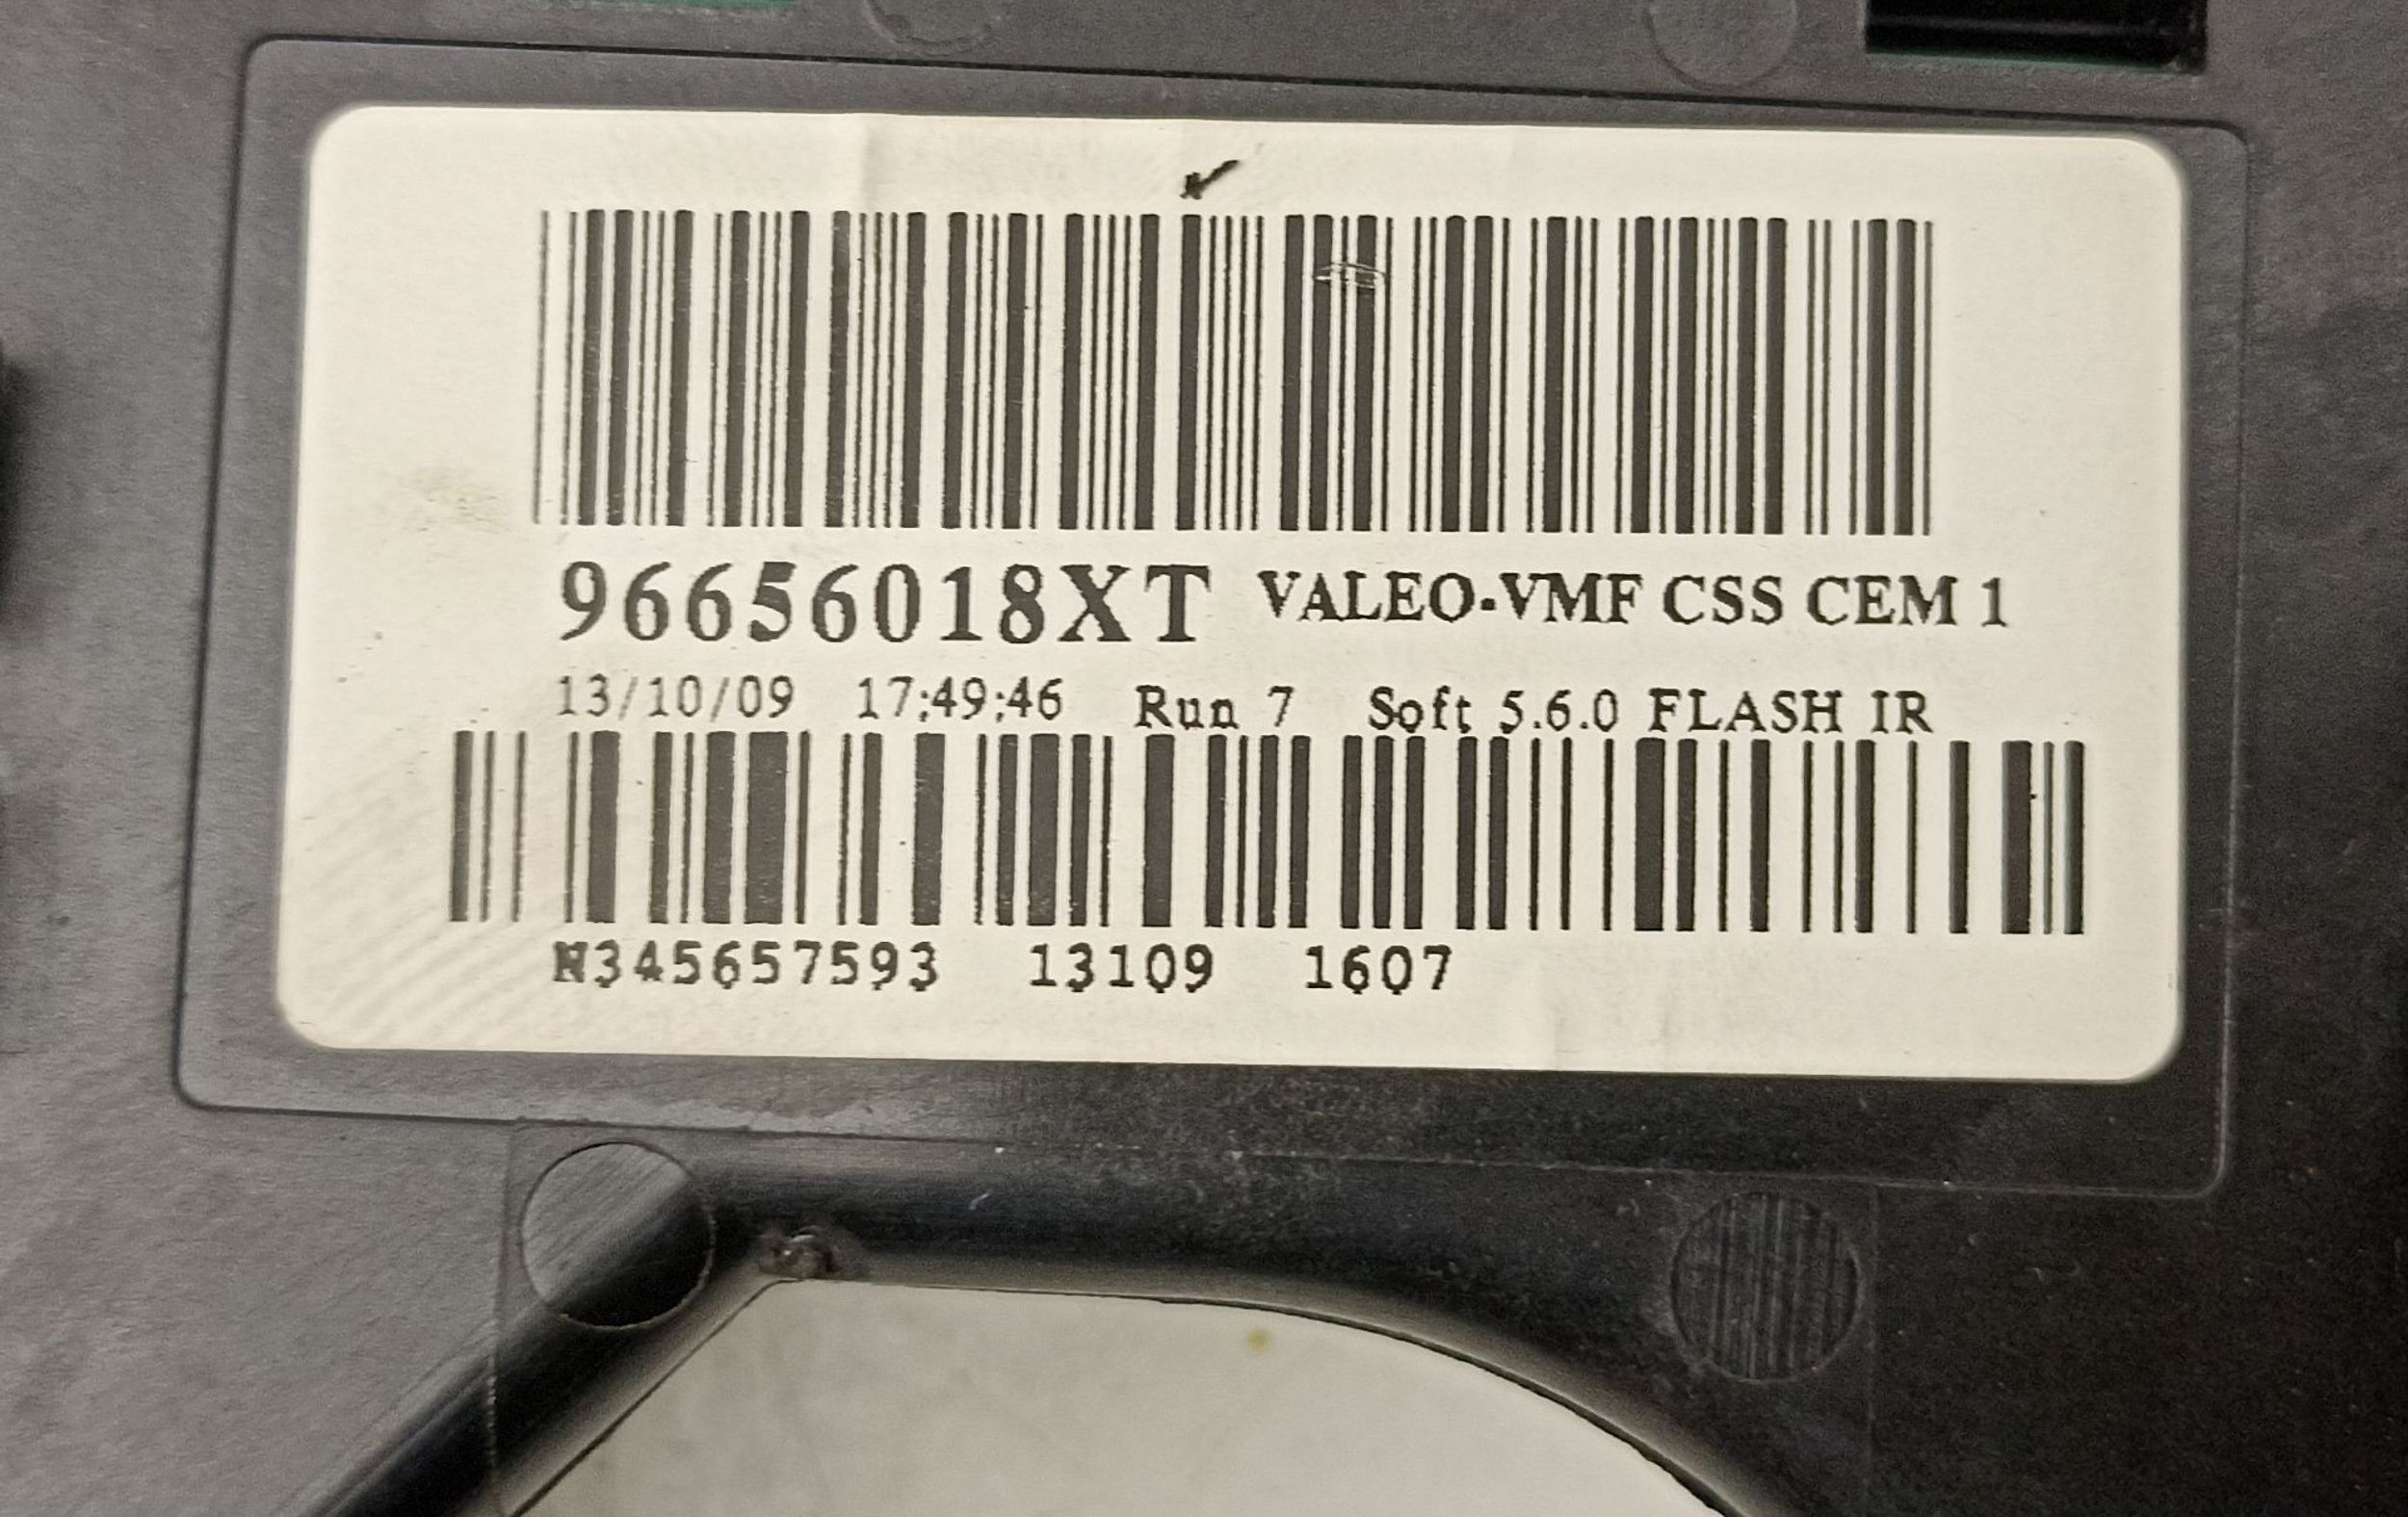 96656018XT VALEO-VMF CSS CEM 1
13/10/09 17:49:46 Run 7 Soft 5.6.0 FLASH IR
N345657593 13109 1607